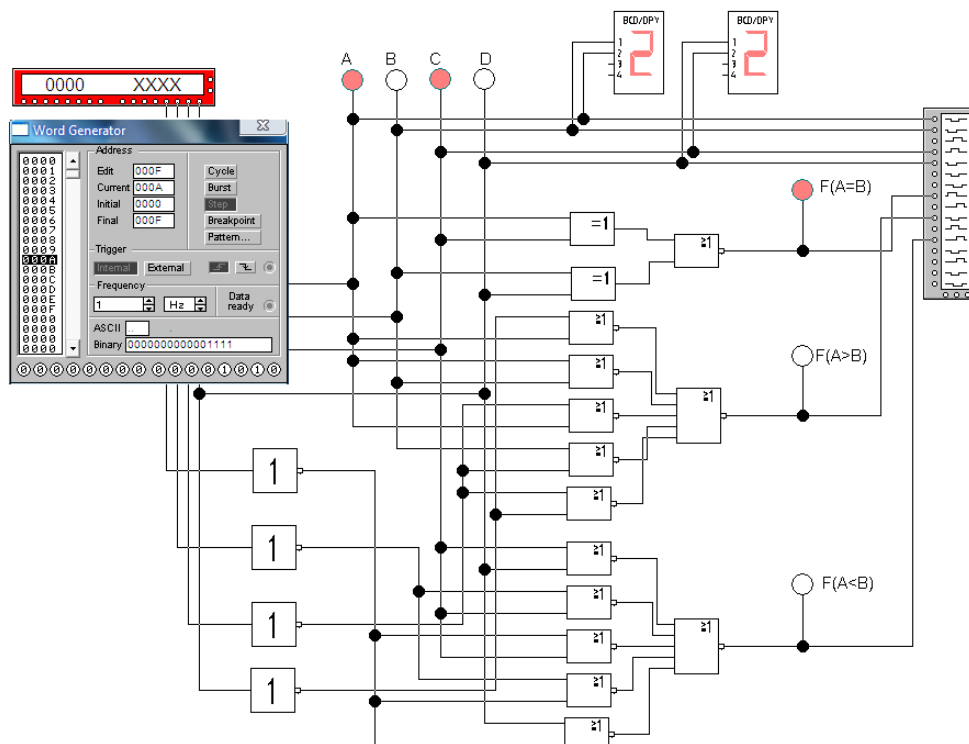 BCD/DPY
1
2
3
4
2
BCD/DPY
1
2
3
4
2
A B C D
0000 XXXX
Word Generator
0000
0001
0002
0003
0004
0005
0006
0007
0008
0009
000A
000B
000C
000D
000E
000F
0000
0000
0000
Address
Edit 000F
Current 000A
Initial 0000
Final 000F
Cycle
Burst
Step
Breakpoint
Pattern...
Trigger
Internal External
Frequency
1 Hz
Data ready
ASCII ..
.
Binary 0000000000001111
0 0 0 0 0 0 0 0 0 0 0 0 1 0 1 0
F(A=B)
=1
≥1
=1
≥1
≥1
F(A>B)
≥1
≥1
≥1
≥1
1
1
1
1
≥1
≥1
F(A<B)
≥1
≥1
≥1
≥1